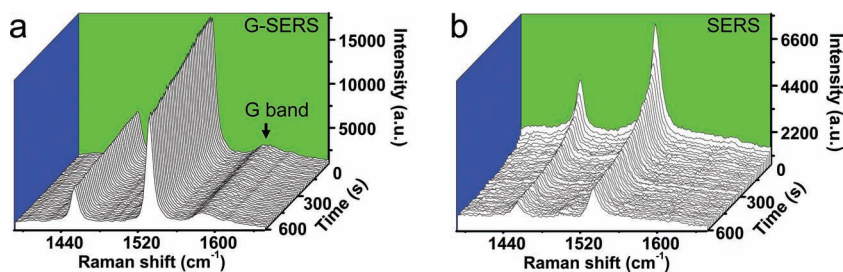 a
G-SERS
G band
15000
10000
5000
0
Intensity (a.u.)
0
300
600
Time (s)
1440
1520
1600
Raman shift (cm-1)
b
SERS
6600
4400
2200
Intensity (a.u.)
0
300
600
Time (s)
1440
1520
1600
Raman shift (cm-1)